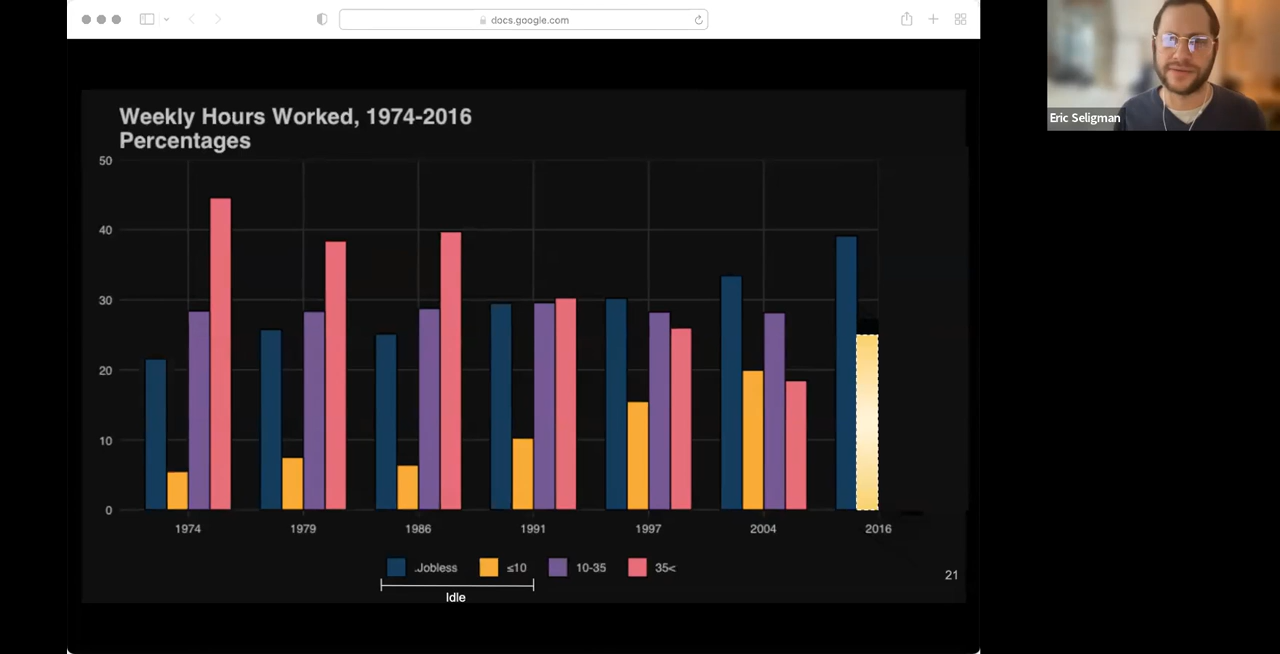 docs.google.com
Eric Seligman
Weekly Hours Worked, 1974-2016
Percentages
50
40
30
20
10
0
1974 1979 1986 1991 1997 2004 2016
Jobless ≤10 10-35 35<
Idle
21